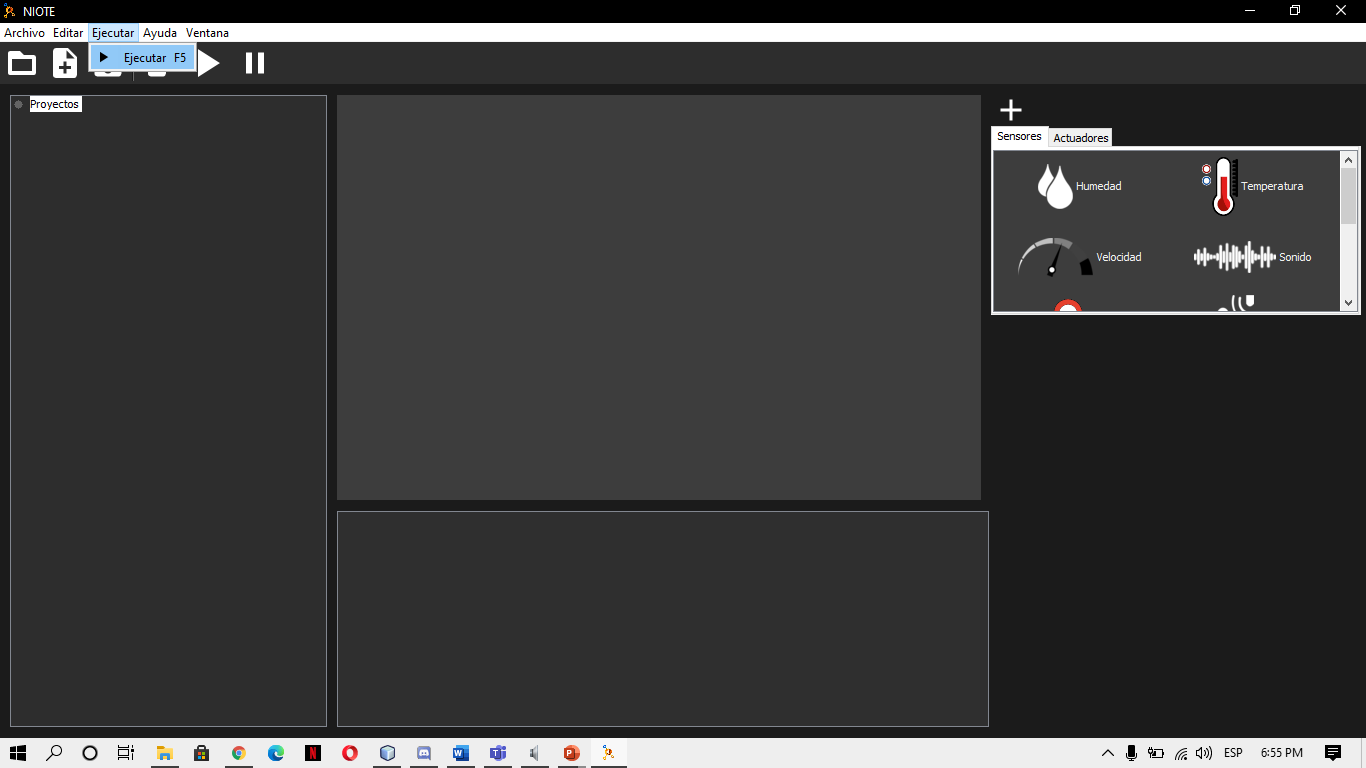 NIOTE
Archivo Editar Ejecutar Ayuda Ventana
Ejecutar F5
Proyectos
Sensores Actuadores
Humedad Temperatura
Velocidad Sonido
ESP 6:55 PM